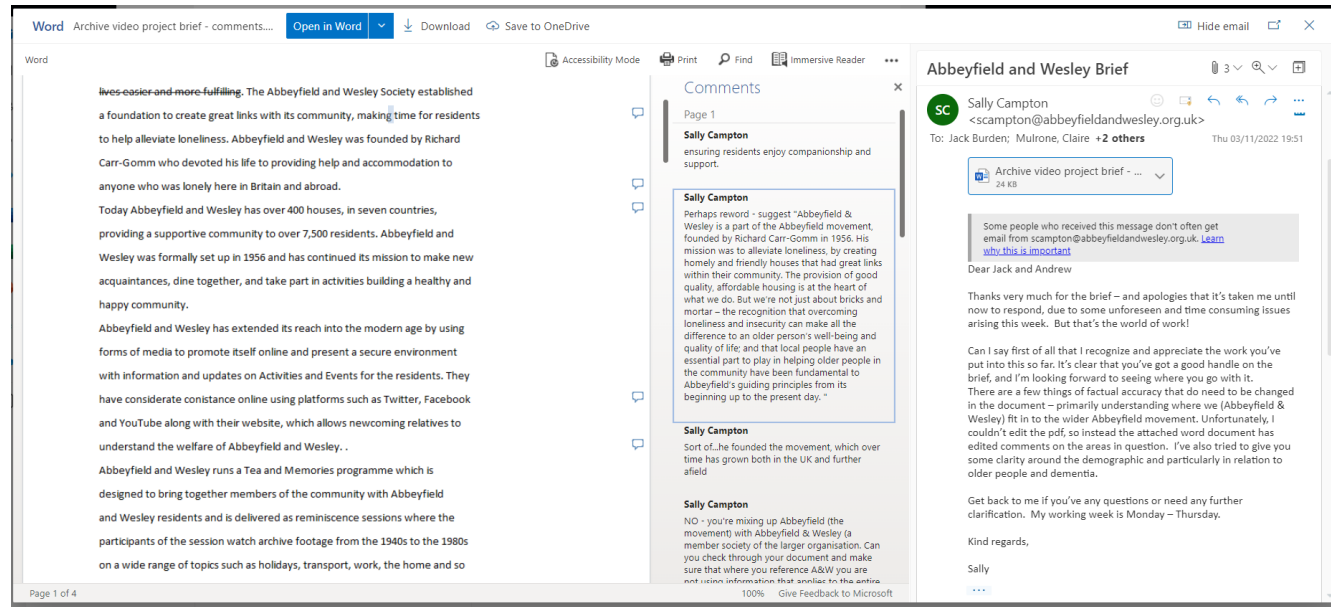 Word Archive video project brief - comments.... Open in Word Download Save to OneDrive Hide email
Word Accessibility Mode Print Find Immersive Reader ...
lives easier and more fulfilling. The Abbeyfield and Wesley Society established
a foundation to create great links with its community, making time for residents
to help alleviate loneliness. Abbeyfield and Wesley was founded by Richard
Carr-Gomm who devoted his life to providing help and accommodation to
anyone who was lonely here in Britain and abroad.
Today Abbeyfield and Wesley has over 400 houses, in seven countries,
providing a supportive community to over 7,500 residents. Abbeyfield and
Wesley was formally set up in 1956 and has continued its mission to make new
acquaintances, dine together, and take part in activities building a healthy and
happy community.
Abbeyfield and Wesley has extended its reach into the modern age by using
forms of media to promote itself online and present a secure environment
with information and updates on Activities and Events for the residents. They
have considerate conistance online using platforms such as Twitter, Facebook
and YouTube along with their website, which allows newcoming relatives to
understand the welfare of Abbeyfield and Wesley. .
Abbeyfield and Wesley runs a Tea and Memories programme which is
designed to bring together members of the community with Abbeyfield
and Wesley residents and is delivered as reminiscence sessions where the
participants of the session watch archive footage from the 1940s to the 1980s
on a wide range of topics such as holidays, transport, work, the home and so
Page 1 of 4
Comments
Page 1
Sally Campton
ensuring residents enjoy companionship and
support.
Sally Campton
Perhaps reword - suggest "Abbeyfield &
Wesley is a part of the Abbeyfield movement,
founded by Richard Carr-Gomm in 1956. His
mission was to alleviate loneliness, by creating
homely and friendly houses that had great links
within their community. The provision of good
quality, affordable housing is at the heart of
what we do. But we're not just about bricks and
mortar – the recognition that overcoming
loneliness and insecurity can make all the
difference to an older person's well-being and
quality of life; and that local people have an
essential part to play in helping older people in
the community have been fundamental to
Abbeyfield's guiding principles from its
beginning up to the present day. "
Sally Campton
Sort of...he founded the movement, which over
time has grown both in the UK and further
afield
Sally Campton
NO - you're mixing up Abbeyfield (the
movement) with Abbeyfield & Wesley (a
member society of the larger organisation. Can
you check through your document and make
sure that where you reference A&W you are
not using information that applies to the entire
100% Give Feedback to Microsoft
Abbeyfield and Wesley Brief
3
SC
Sally Campton
<scampton@abbeyfieldandwesley.org.uk>
To: Jack Burden; Mulrone, Claire +2 others
Thu 03/11/2022 19:51
Archive video project brief - ...
24 KB
Some people who received this message don't often get
email from scampton@abbeyfieldandwesley.org.uk. Learn
why this is important
Dear Jack and Andrew
Thanks very much for the brief – and apologies that it's taken me until
now to respond, due to some unforeseen and time consuming issues
arising this week. But that's the world of work!
Can I say first of all that I recognize and appreciate the work you've
put into this so far. It's clear that you've got a good handle on the
brief, and I'm looking forward to seeing where you go with it.
There are a few things of factual accuracy that do need to be changed
in the document – primarily understanding where we (Abbeyfield &
Wesley) fit in to the wider Abbeyfield movement. Unfortunately, I
couldn't edit the pdf, so instead the attached word document has
edited comments on the areas in question. I've also tried to give you
some clarity around the demographic and particularly in relation to
older people and dementia.
Get back to me if you've any questions or need any further
clarification. My working week is Monday – Thursday.
Kind regards,
Sally
...